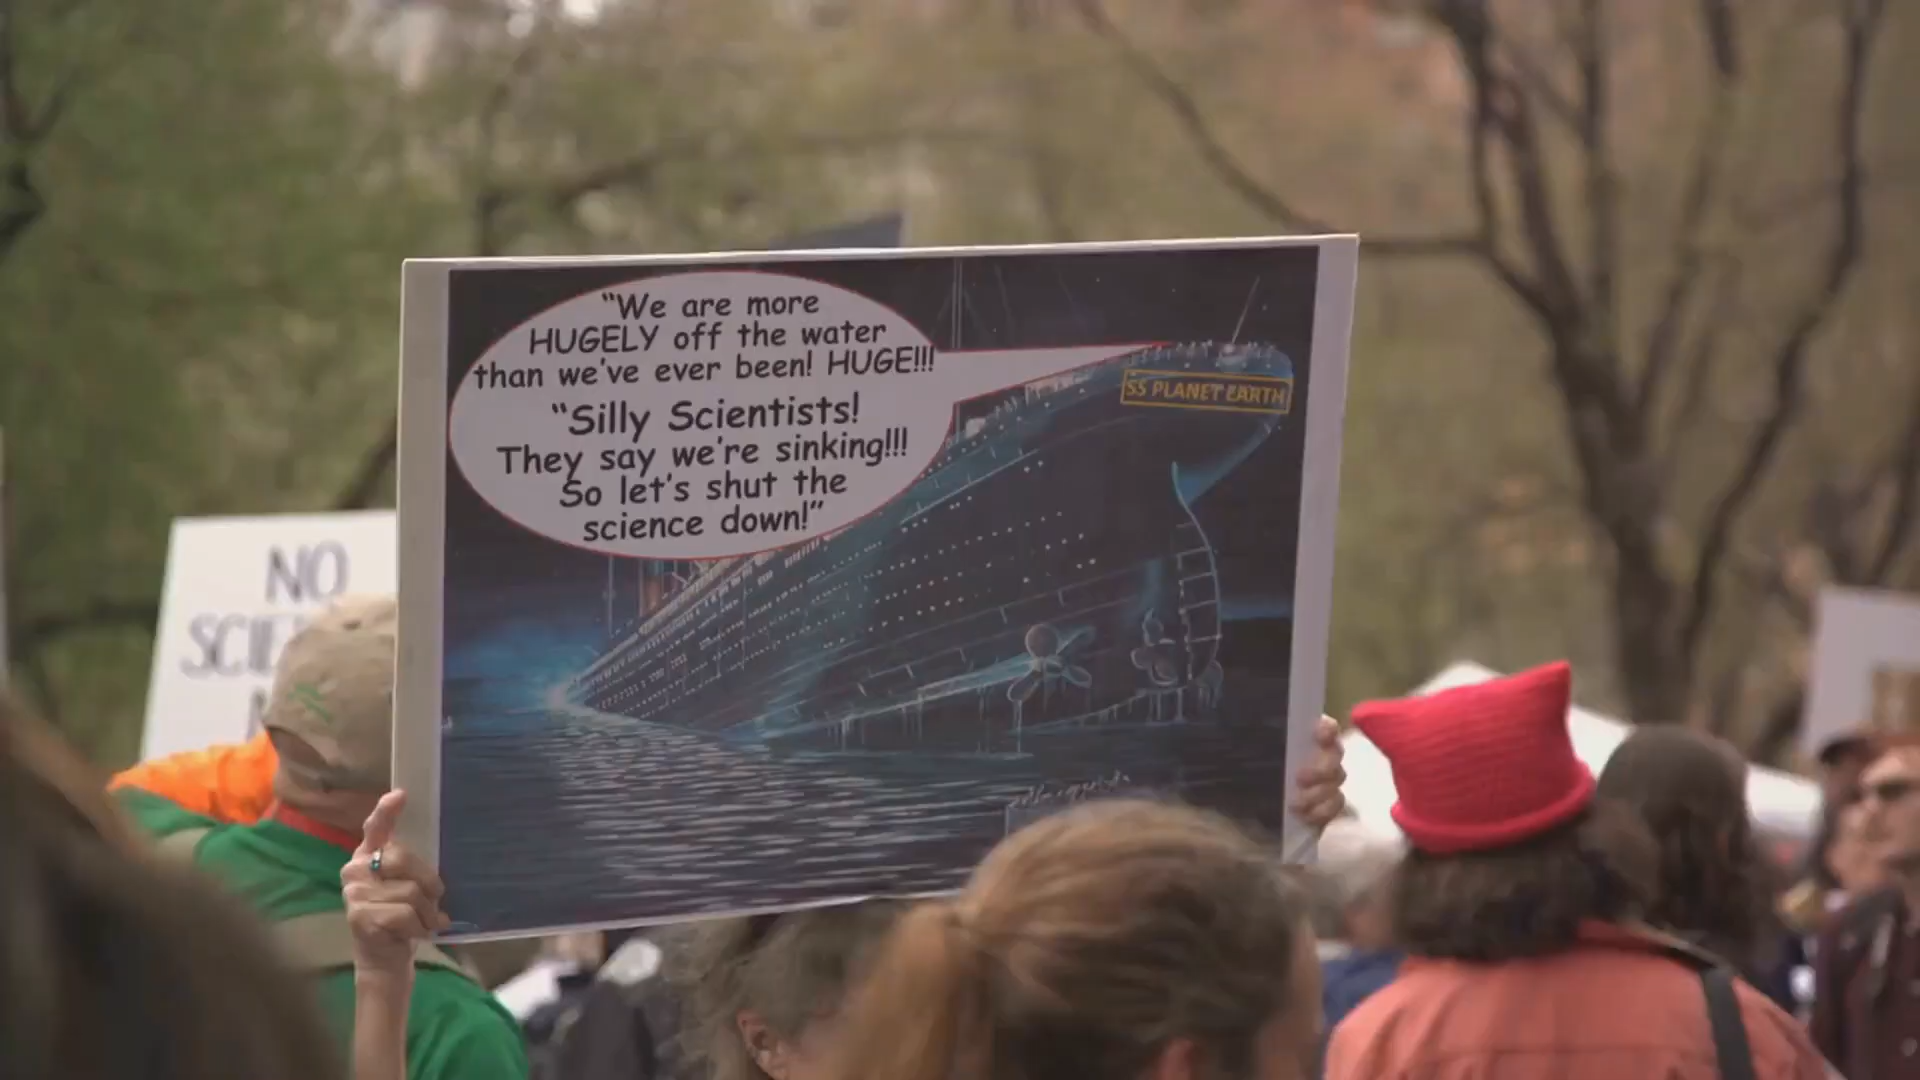 "We are more
HUGELY off the water
than we've ever been! HUGE!!!
"Silly Scientists!
They say we're sinking!!!
So let's shut the
science down!"
SS PLANET EARTH
NO